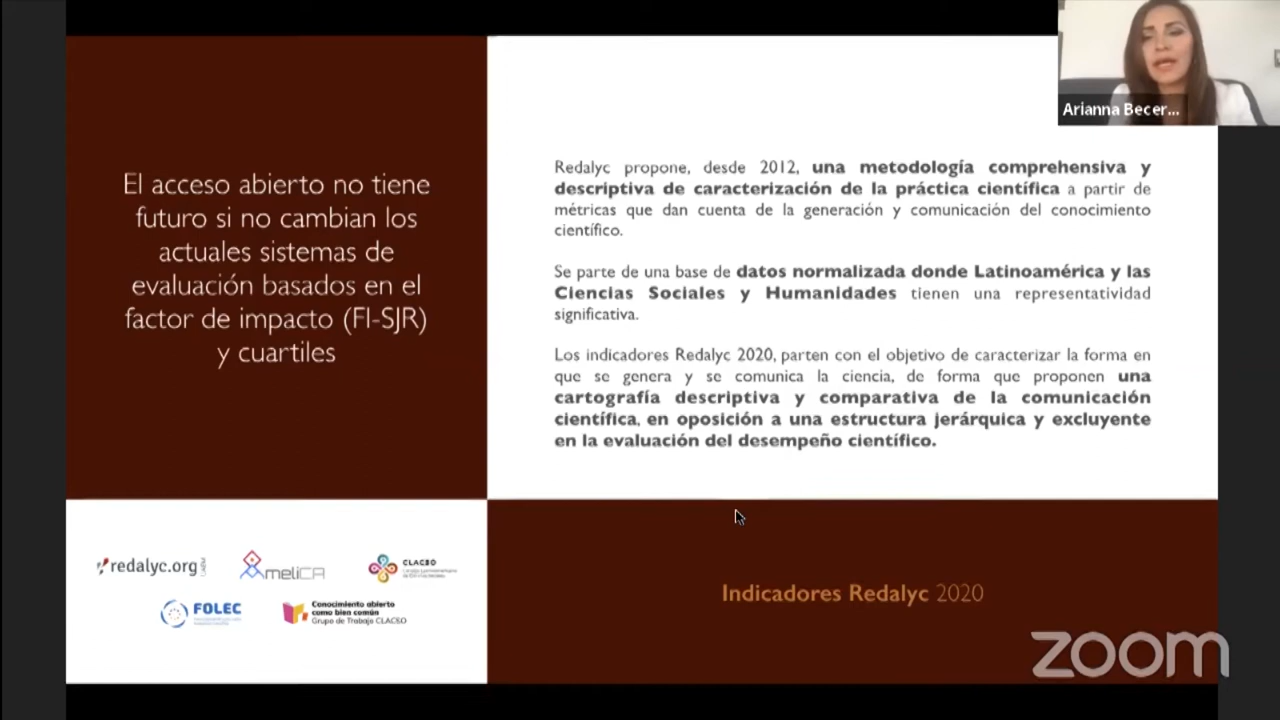 Arianna Becer...
El acceso abierto no tiene
futuro si no cambian los
actuales sistemas de
evaluación basados en el
factor de impacto (FI-SJR)
y cuartiles
Redalyc propone, desde 2012, una metodología comprehensiva y
descriptiva de caracterización de la práctica científica a partir de
métricas que dan cuenta de la generación y comunicación del conocimiento
científico.
Se parte de una base de datos normalizada donde Latinoamérica y las
Ciencias Sociales y Humanidades tienen una representatividad
significativa.
Los indicadores Redalyc 2020, parten con el objetivo de caracterizar la forma en
que se genera y se comunica la ciencia, de forma que proponen una
cartografía descriptiva y comparativa de la comunicación
científica, en oposición a una estructura jerárquica y excluyente
en la evaluación del desempeño científico.
redalyc.org
AmeliCA
CLACSO
FOLEC
Conocimiento abierto
como bien común
Grupo de Trabajo CLACSO
Indicadores Redalyc 2020
zoom